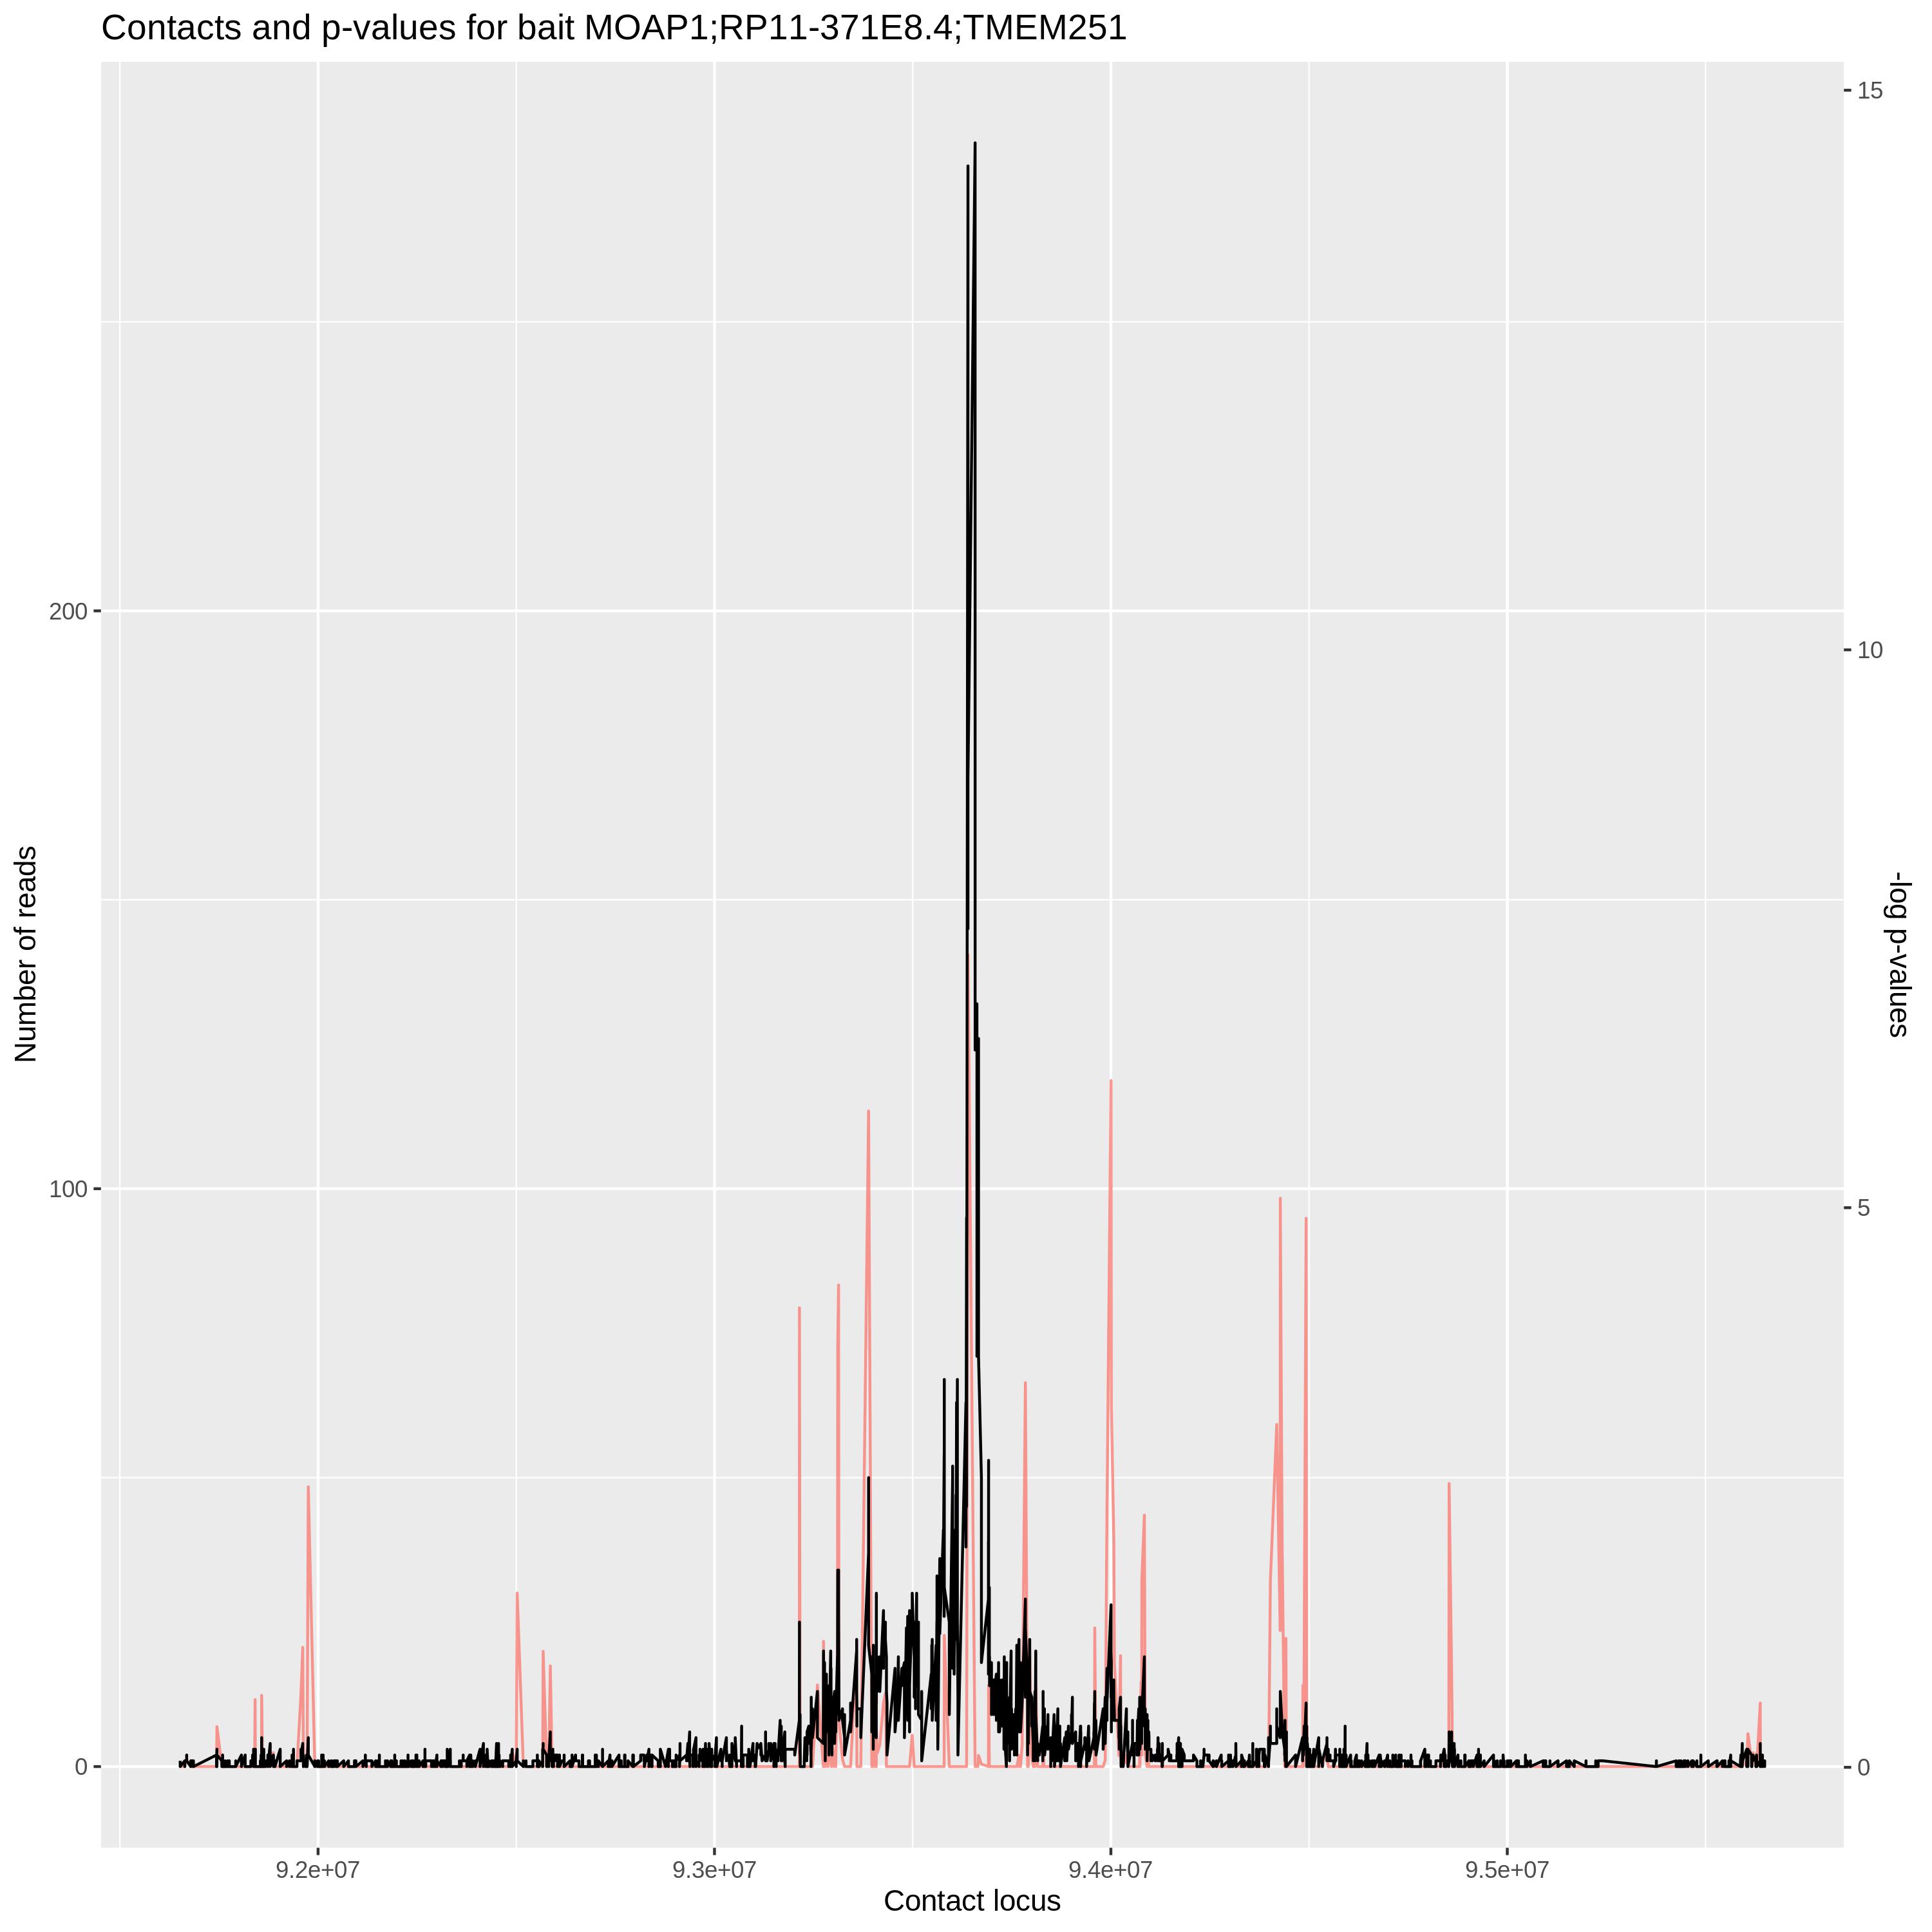 Contacts and p-values for bait MOAP1;RP11-371E8.4;TMEM251
Number of reads
200
100
0
15
10
5
0
-log p-values
9.2e+07
9.3e+07
9.4e+07
9.5e+07
Contact locus